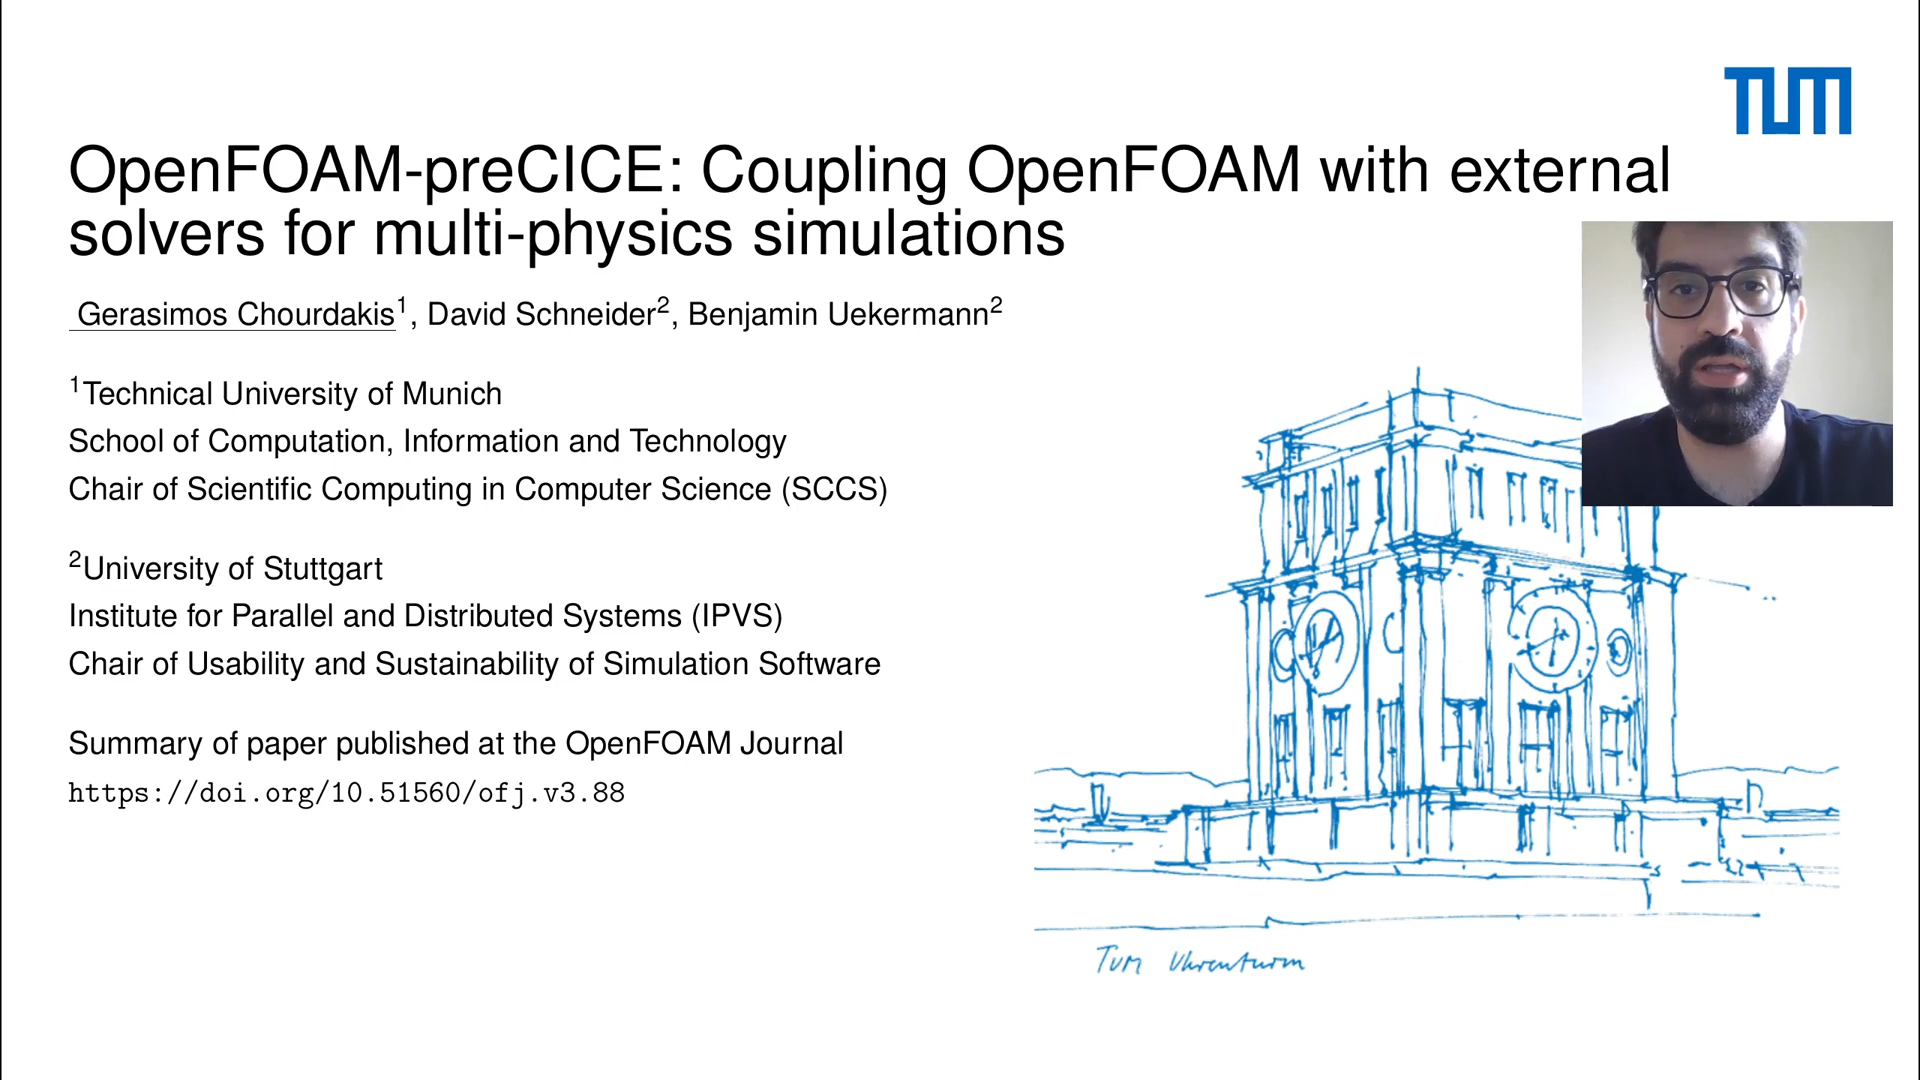 TUM
OpenFOAM-preCICE: Coupling OpenFOAM with external
solvers for multi-physics simulations
Gerasimos Chourdakis¹, David Schneider², Benjamin Uekermann²
¹Technical University of Munich
School of Computation, Information and Technology
Chair of Scientific Computing in Computer Science (SCCS)
²University of Stuttgart
Institute for Parallel and Distributed Systems (IPVS)
Chair of Usability and Sustainability of Simulation Software
Summary of paper published at the OpenFOAM Journal
https://doi.org/10.51560/ofj.v3.88
TUM Uhrenturm